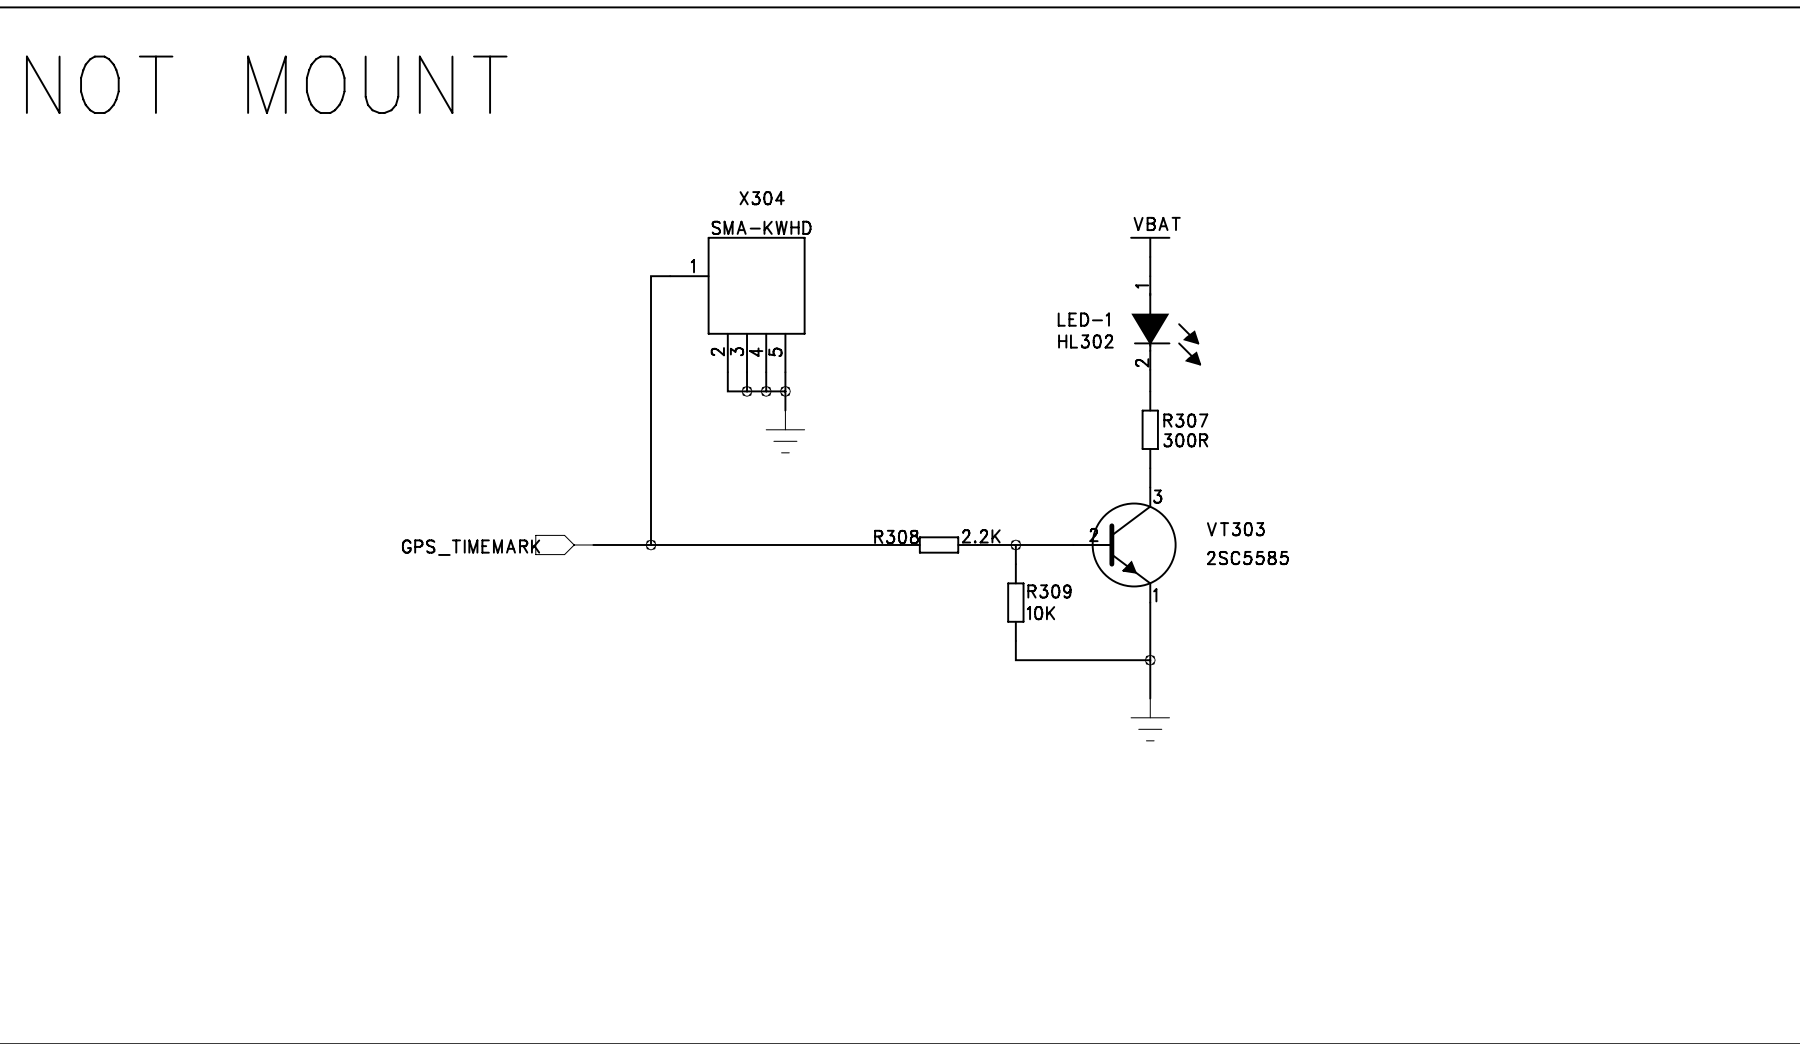 NOT MOUNT
X304
SMA-KWHD
1
2
3
4
5
VBAT
1
LED-1
HL302
2
R307
300R
3
VT303
2SC5585
2
1
GPS_TIMEMARK
R308
2.2K
R309
10K